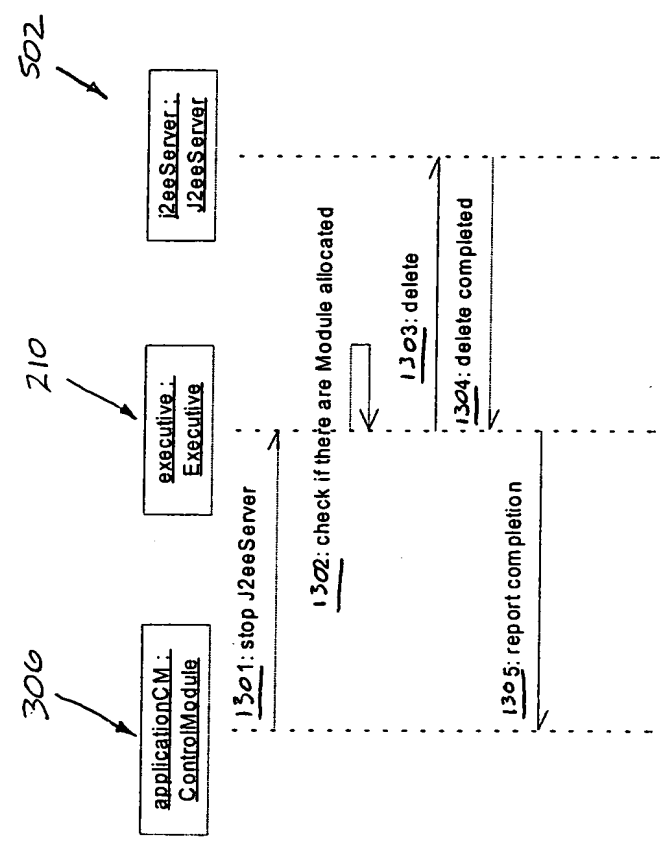 306
210
502
applicationCM :
ControlModule
executive :
Executive
j2eeServer :
J2eeServer
1301: stop J2eeServer
1302: check if there are Module allocated
1303: delete
1304: delete completed
1305: report completion